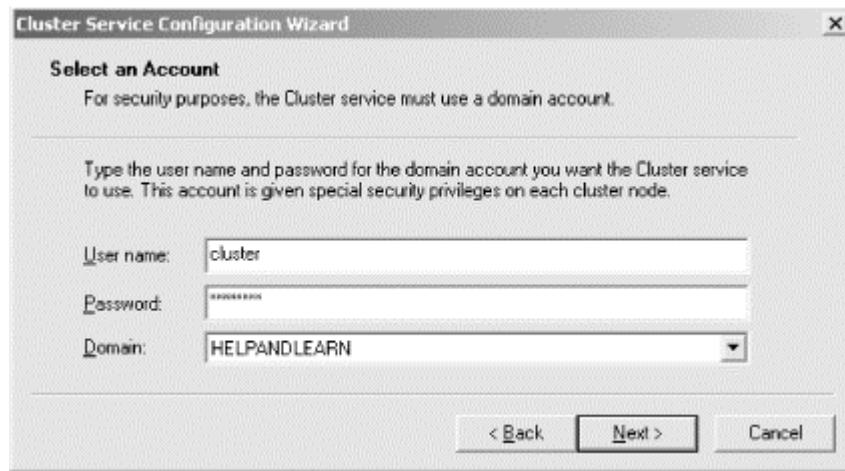 Cluster Service Configuration Wizard
Select an Account
For security purposes, the Cluster service must use a domain account.
Type the user name and password for the domain account you want the Cluster service
to use. This account is given special security privileges on each cluster node.
User name: cluster
Password: *********
Domain: HELPANDLEARN
< Back Next > Cancel